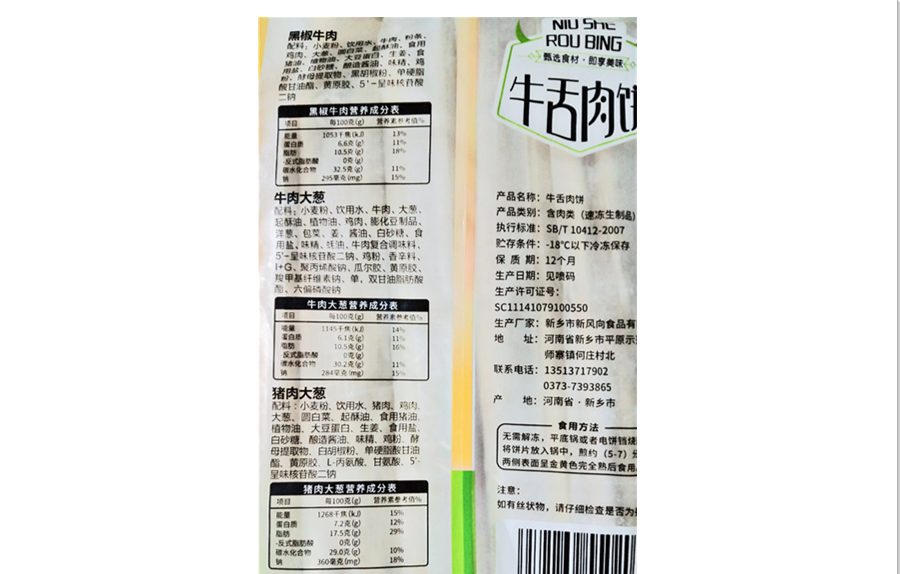 黑椒牛肉
配料：小麦粉、饮用水、牛肉、粉条、
鸡肉、大葱、圆白菜、起酥油、食用
猪油、植物油、大豆蛋白、生姜、食
用盐、白砂糖、酿造酱油、味精、鸡
粉、酵母提取物、黑胡椒粉、单硬脂
酸甘油酯、黄原胶、5'-呈味核苷酸
二钠
黑椒牛肉营养成分表
项目 每100克(g) 营养素参考值%
能量 1053千焦(kJ) 13%
蛋白质 6.6克(g) 11%
脂肪 10.5克(g) 18%
-反式脂肪酸 0克(g)
碳水化合物 32.5克(g) 11%
钠 295毫克(mg) 15%
牛肉大葱
配料：小麦粉、饮用水、牛肉、大葱、
起酥油、植物油、鸡肉、膨化豆制品、
洋葱、包菜、姜、酱油、白砂糖、食
用盐、味精、蚝油、牛肉复合调味料、
5'-呈味核苷酸二钠、鸡粉、香辛料、
I+G、聚丙烯酸钠、瓜尔胶、黄原胶、
羧甲基纤维素钠、单，双甘油脂肪酸
酯、六偏磷酸钠
牛肉大葱营养成分表
项目 每100克(g) 营养素参考值%
能量 1145千焦(kJ) 14%
蛋白质 6.1克(g) 11%
脂肪 10.5克(g) 16%
-反式脂肪酸 0克(g)
碳水化合物 30.2克(g) 11%
钠 284毫克(mg) 15%
猪肉大葱
配料：小麦粉、饮用水、猪肉、鸡肉、
大葱、圆白菜、起酥油、食用猪油、
植物油、大豆蛋白、生姜、食用盐、
白砂糖、酿造酱油、味精、鸡粉、酵
母提取物、白胡椒粉、单硬脂酸甘油
酯、黄原胶、L-丙氨酸、甘氨酸、5'-
呈味核苷酸二钠
猪肉大葱营养成分表
项目 每100克(g) 营养素参考值%
能量 1268千焦(kJ) 15%
蛋白质 7.2克(g) 12%
脂肪 17.5克(g) 29%
-反式脂肪酸 0克(g)
碳水化合物 29.0克(g) 10%
钠 360毫克(mg) 18%
NIU SHE
ROU BING
甄选食材·即享美味
牛舌肉饼
产品名称：牛舌肉饼
产品类别：含肉类（速冻生制品）
执行标准：SB/T 10412-2007
贮存条件：-18℃以下冷冻保存
保 质 期：12个月
生产日期：见喷码
生产许可证号：
SC11141079100550
生产厂家：新乡市新风向食品有
地 址：河南省新乡市平原示
师寨镇何庄村北
联系电话：13513717902
0373-7393865
产 地：河南省·新乡市
食用方法
无需解冻，平底锅或者电饼铛烧
将饼片放入锅中，煎约（5-7）分
两侧表面呈金黄色完全熟后食用
注意：
如有丝状物，请仔细检查是否为